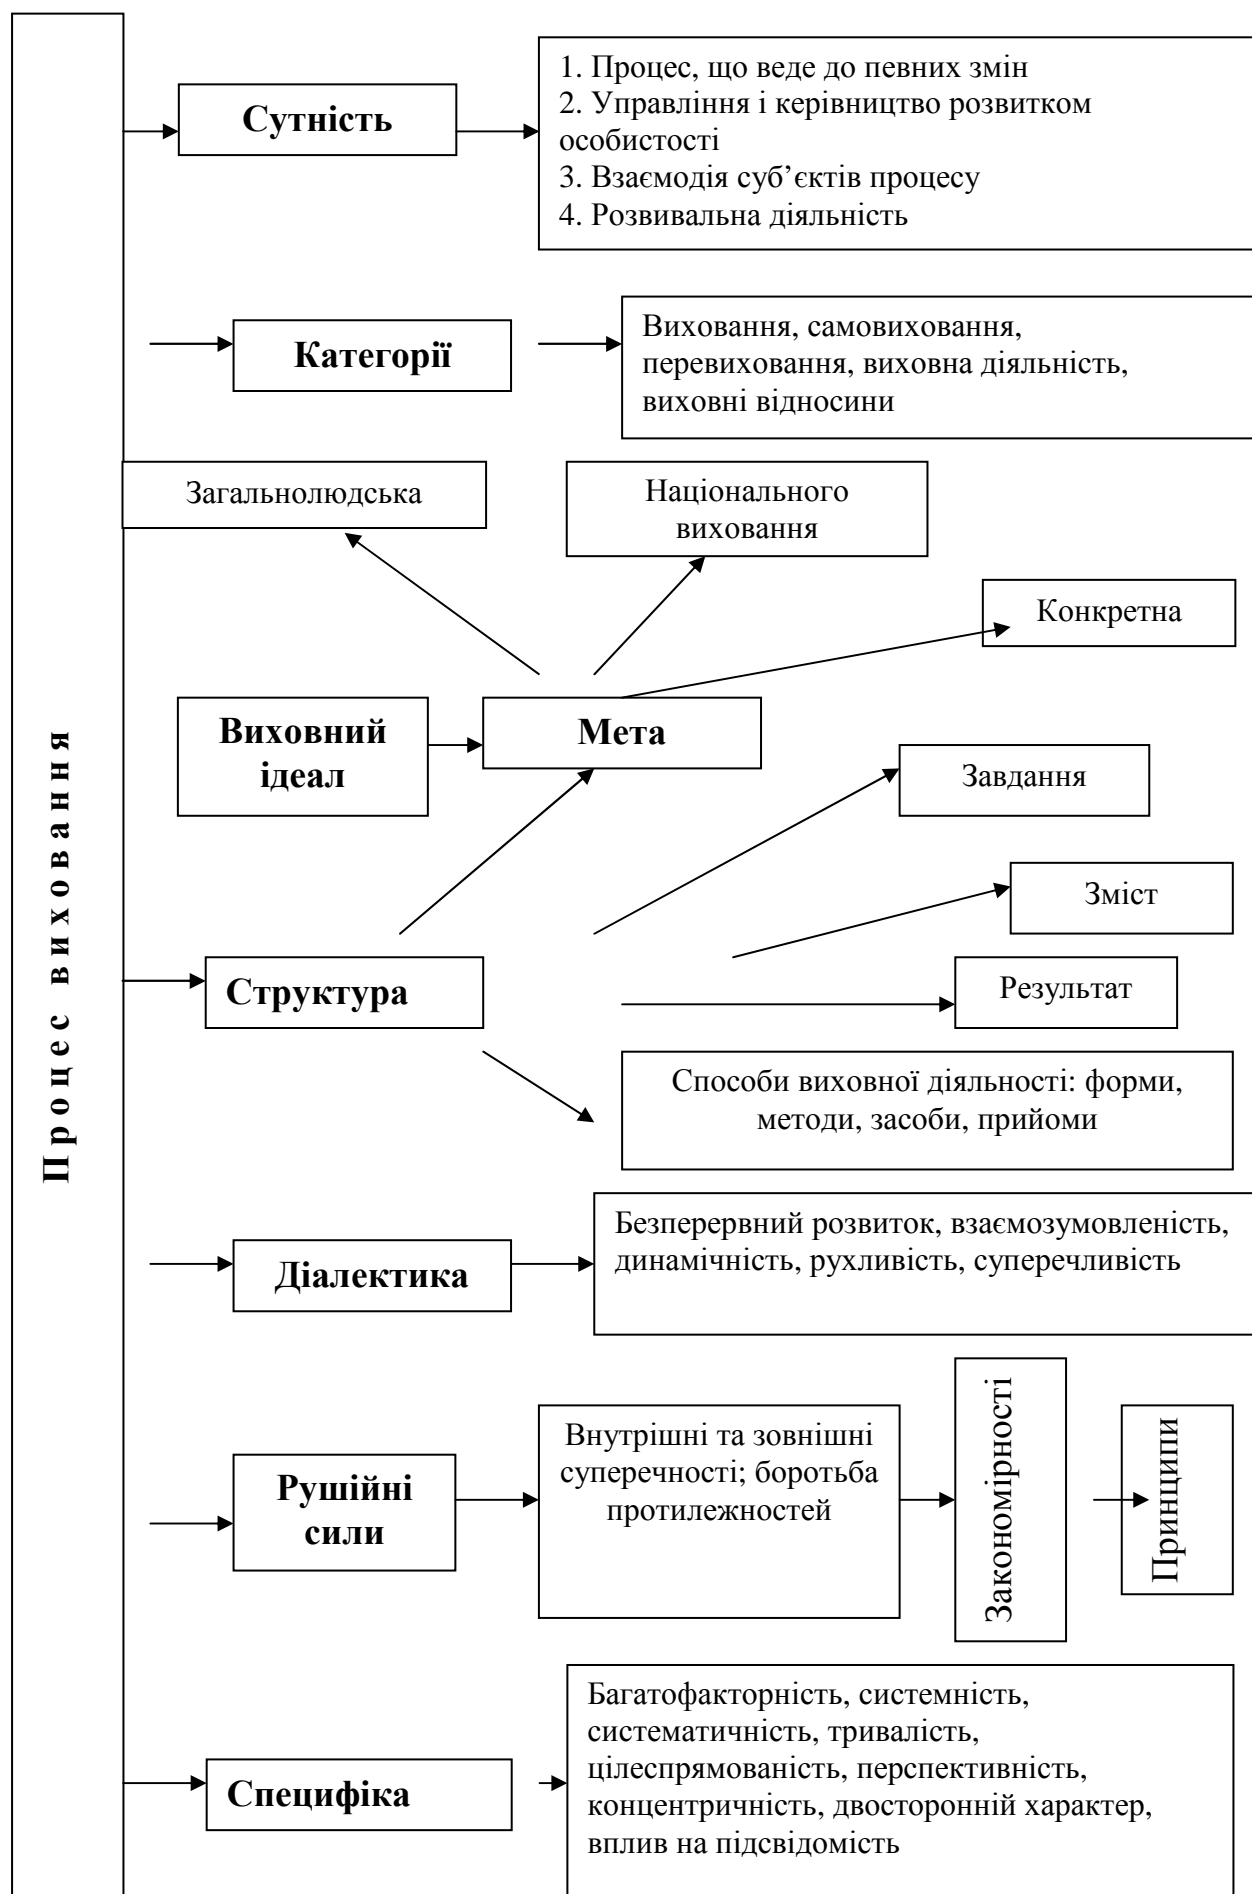 Процес виховання
Сутність
1. Процес, що веде до певних змін
2. Управління і керівництво розвитком
особистості
3. Взаємодія суб’єктів процесу
4. Розвивальна діяльність
Категорії
Виховання, самовиховання,
перевиховання, виховна діяльність,
виховні відносини
Загальнолюдська
Національного
виховання
Конкретна
Виховний
ідеал
Мета
Завдання
Зміст
Структура
Результат
Способи виховної діяльності: форми,
методи, засоби, прийоми
Діалектика
Безперервний розвиток, взаємозумовленість,
динамічність, рухливість, суперечливість
Рушійні
сили
Внутрішні та зовнішні
суперечності; боротьба
протилежностей
Закономірності
Принципи
Специфіка
Багатофакторність, системність,
систематичність, тривалість,
цілеспрямованість, перспективність,
концентричність, двосторонній характер,
вплив на підсвідомість